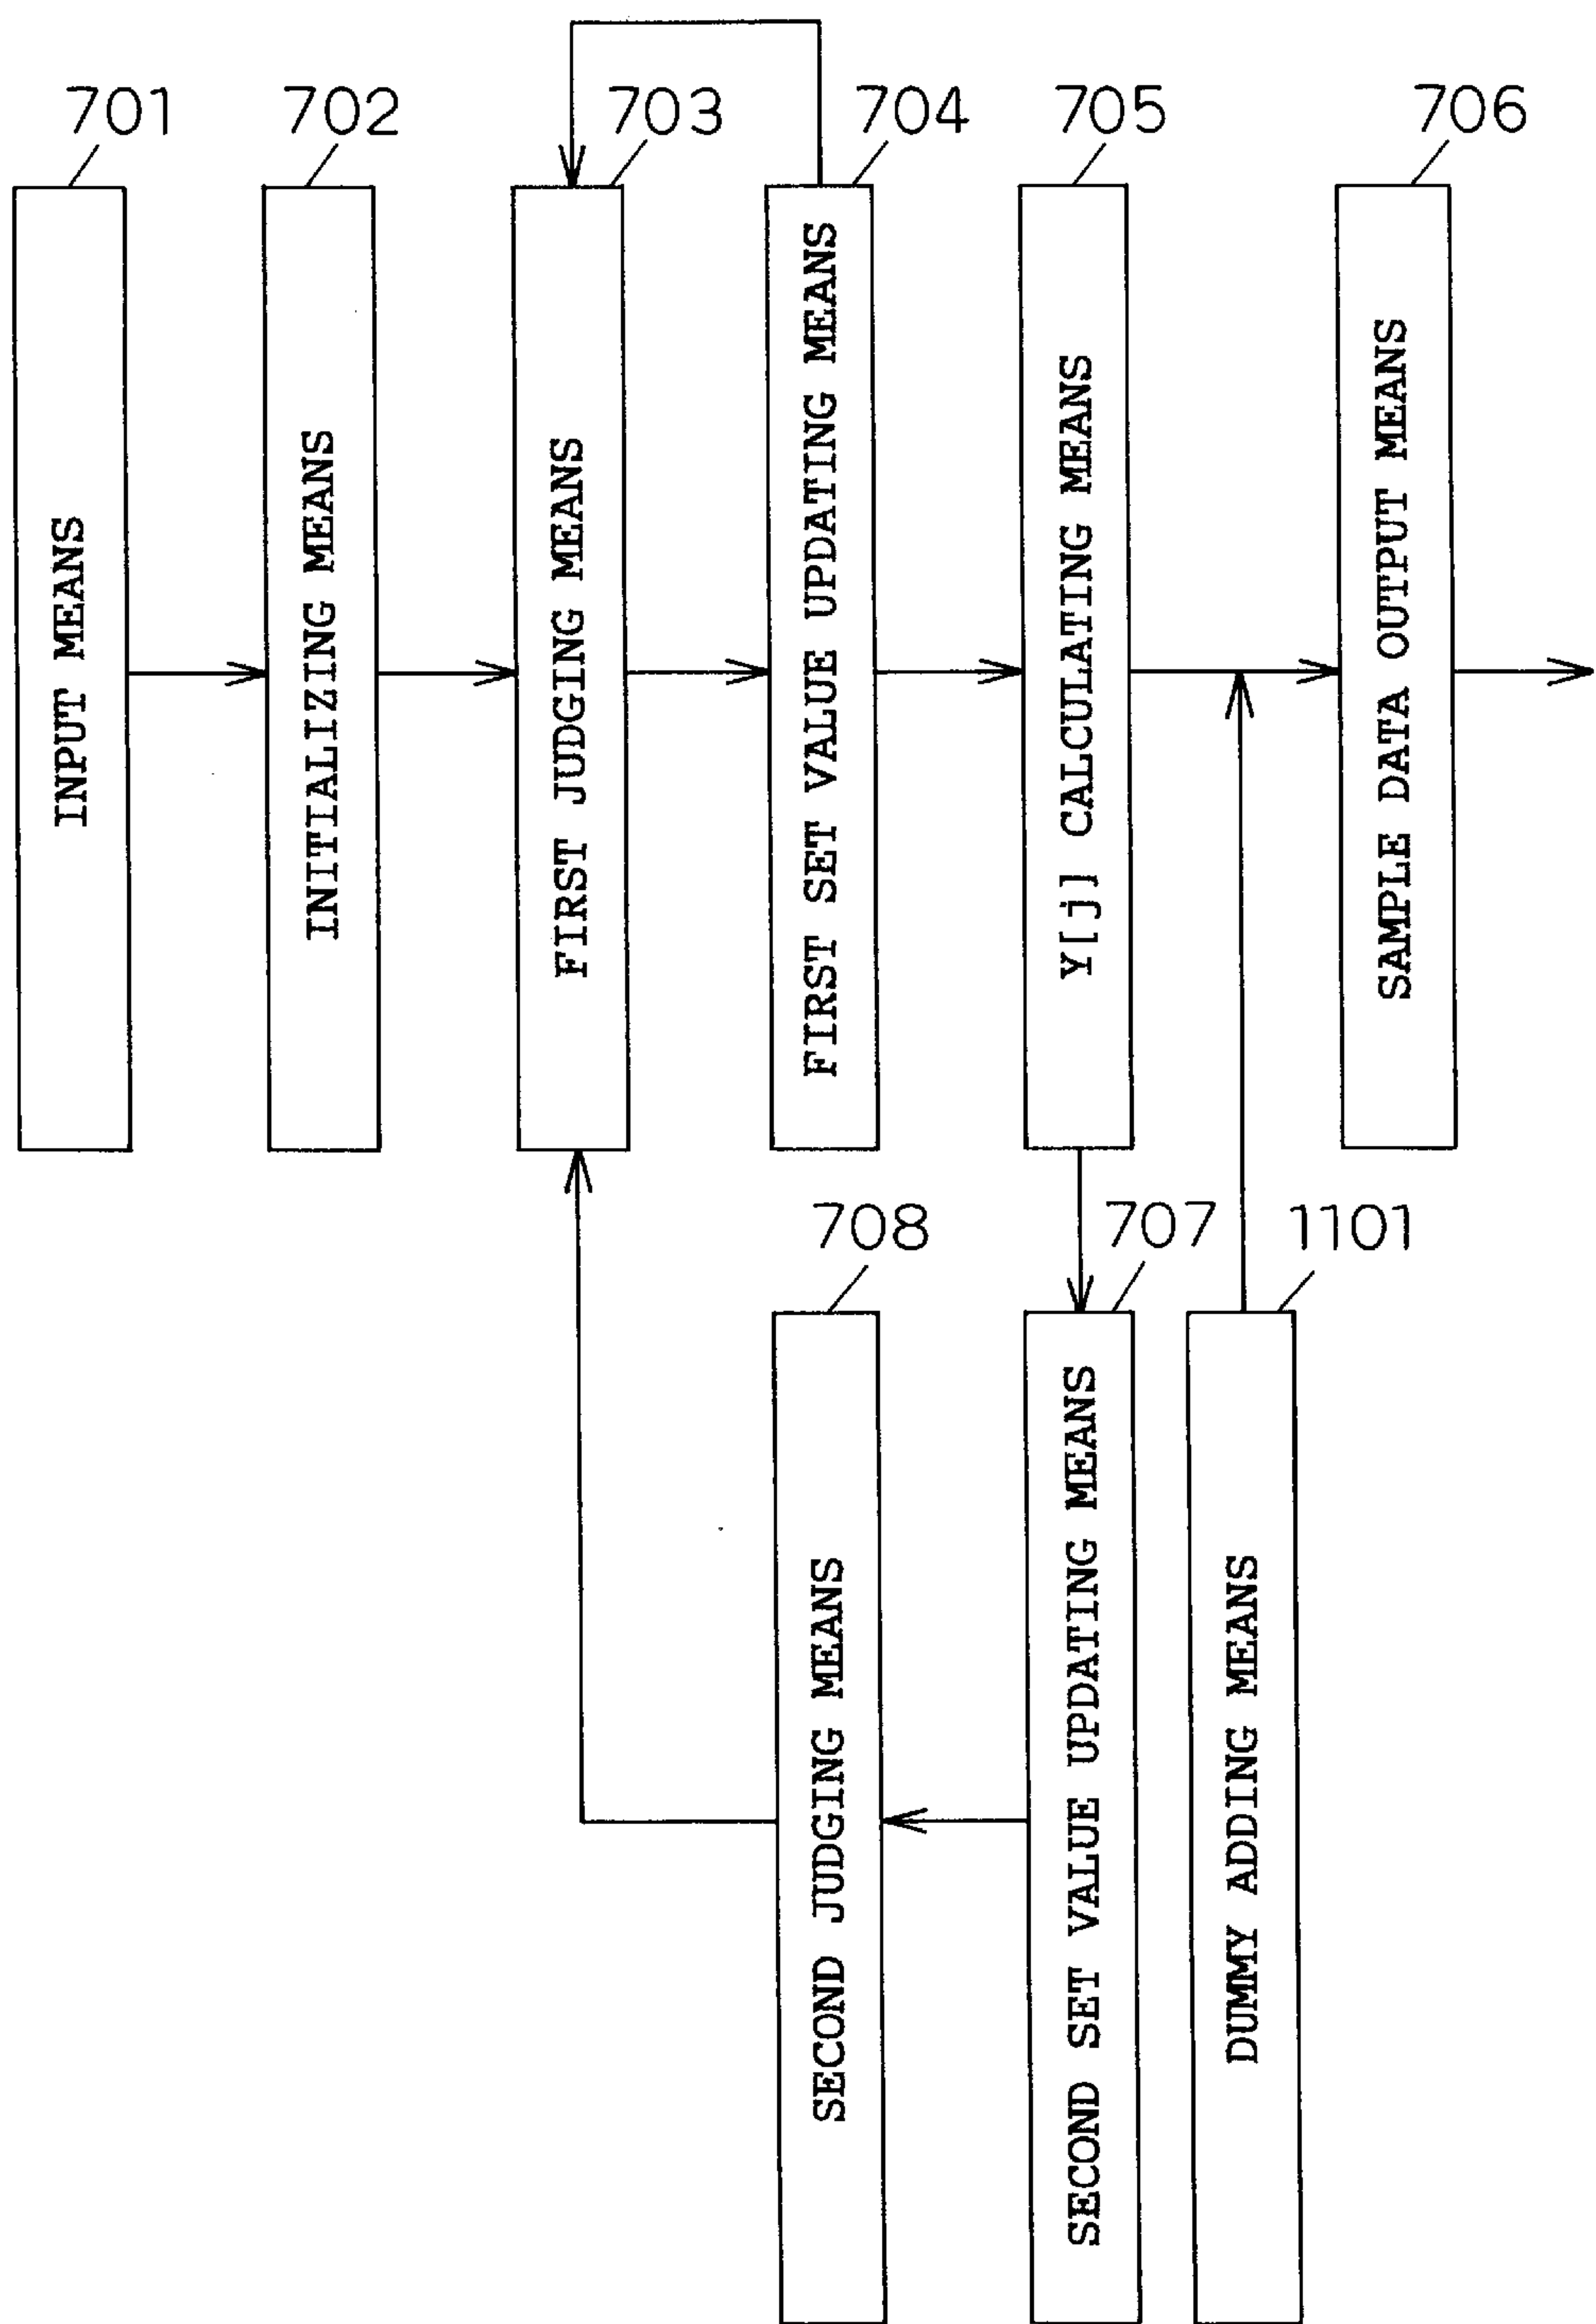 701
702
703
704
705
706
INPUT MEANS
INITIALIZING MEANS
FIRST JUDGING MEANS
FIRST SET VALUE UPDATING MEANS
Y[j] CALCULATING MEANS
SAMPLE DATA OUTPUT MEANS
708
707
1101
SECOND JUDGING MEANS
SECOND SET VALUE UPDATING MEANS
DUMMY ADDING MEANS